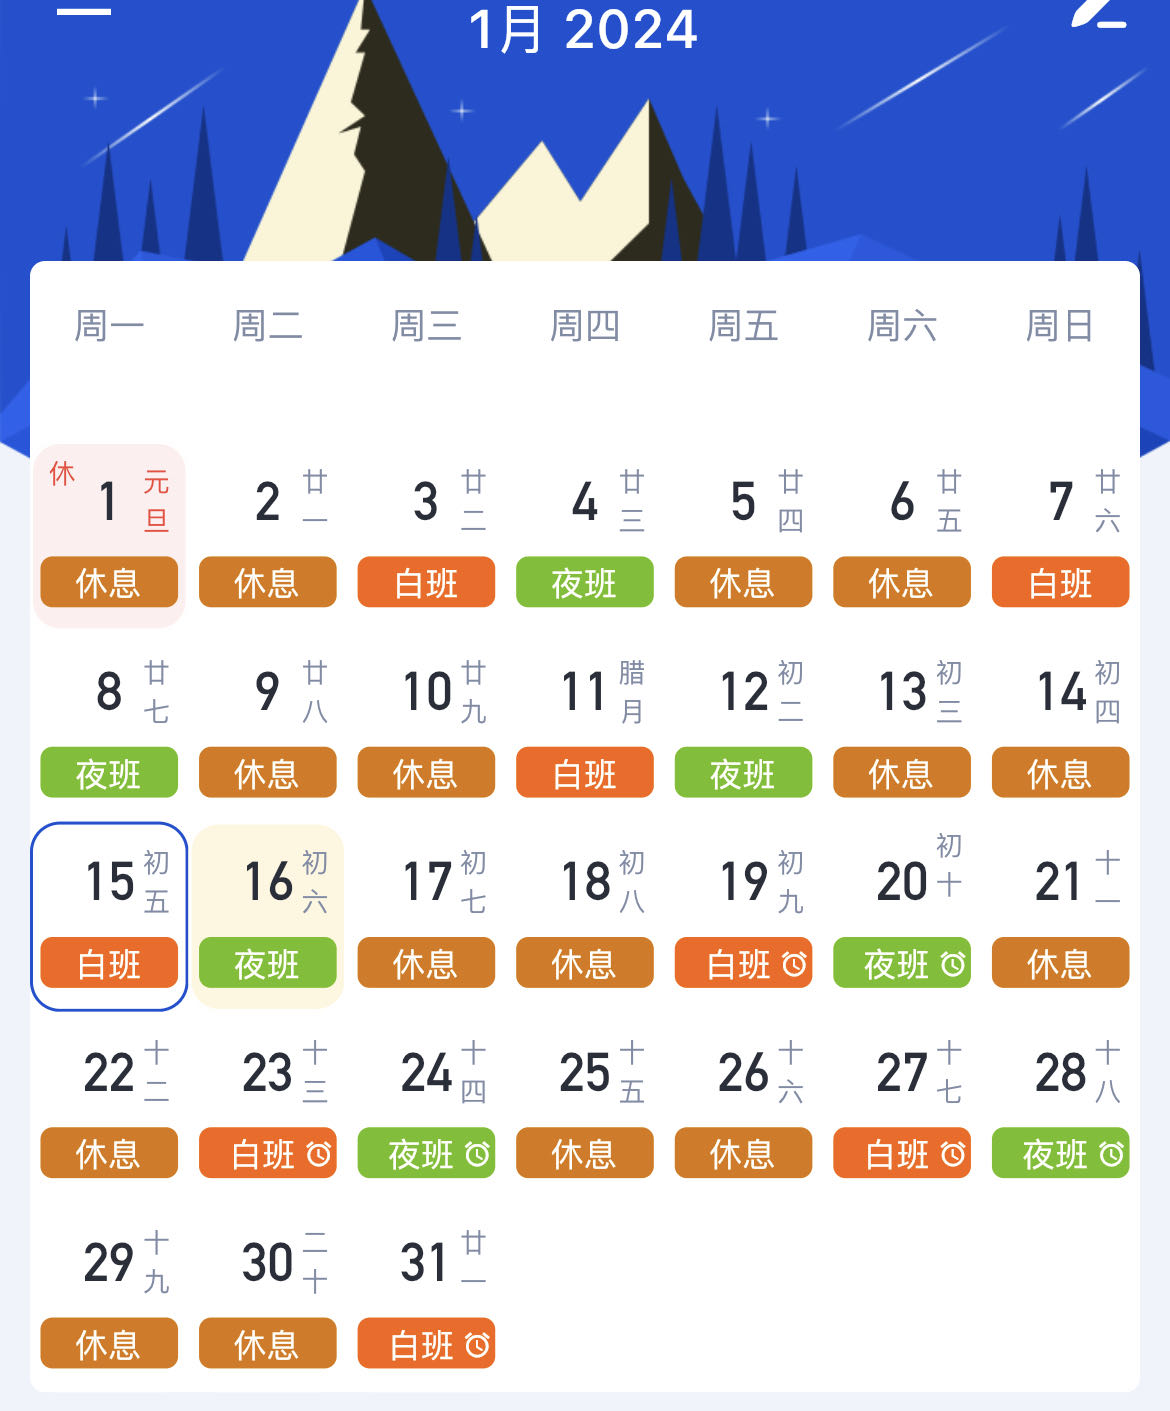 1月 2024
周一 周二 周三 周四 周五 周六 周日
休 1 元旦 2 廿一 3 廿二 4 廿三 5 廿四 6 廿五 7 廿六
休息 休息 白班 夜班 休息 休息 白班
8 廿七 9 廿八 10 廿九 11 腊月 12 初二 13 初三 14 初四
夜班 休息 休息 白班 夜班 休息 休息
15 初五 16 初六 17 初七 18 初八 19 初九 20 初十 21 十一
白班 夜班 休息 休息 白班 夜班 休息
22 十二 23 十三 24 十四 25 十五 26 十六 27 十七 28 十八
休息 白班 夜班 休息 休息 白班 夜班
29 十九 30 二十 31 廿一
休息 休息 白班